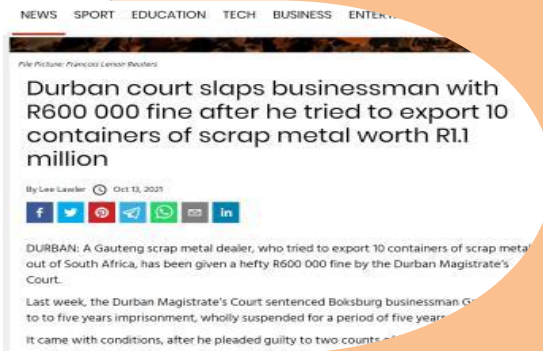 NEWS SPORT EDUCATION TECH BUSINESS
File Picture: Francois Lenoir Reuters
Durban court slaps businessman with
R600 000 fine after he tried to export 10
containers of scrap metal worth R1.1
million
By Lee Lawler Oct 13, 2021
DURBAN: A Gauteng scrap metal dealer, who tried to export 10 containers of scrap metal
out of South Africa, has been given a hefty R600 000 fine by the Durban Magistrate's
Court.
Last week, the Durban Magistrate's Court sentenced Boksburg businessman
to to five years imprisonment, wholly suspended for a period of five
It came with conditions, after he pleaded guilty to two counts